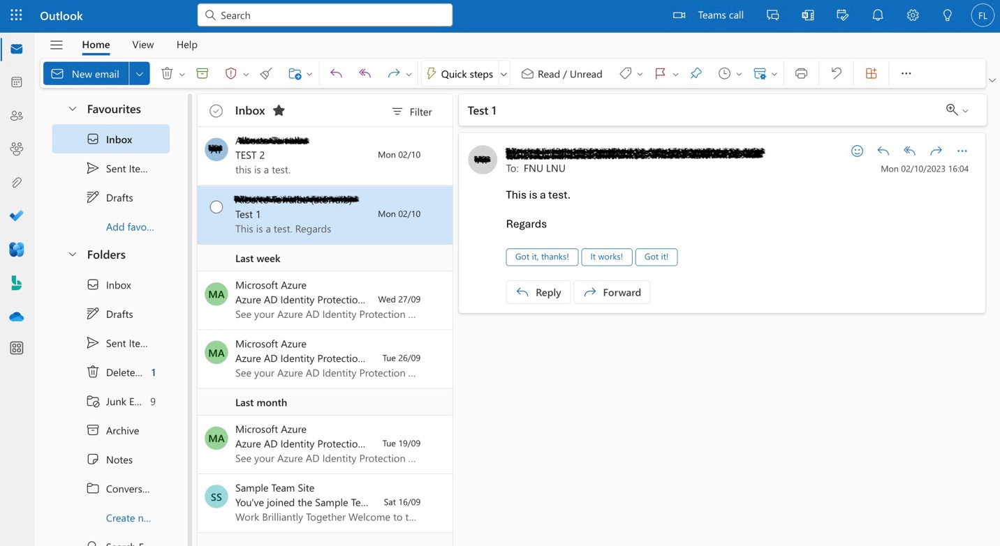 Outlook
Search
Teams call
FL
Home View Help
New email
Quick steps
Read / Unread
Favourites
Inbox
Sent Ite...
Drafts
Add favo...
Folders
Inbox
Drafts
Sent Ite...
Delete... 1
Junk E... 9
Archive
Notes
Convers...
Create n...
Inbox
Filter
TEST 2 Mon 02/10
this is a test.
Test 1 Mon 02/10
This is a test. Regards
Last week
MA
Microsoft Azure
Azure AD Identity Protectio... Wed 27/09
See your Azure AD Identity Protection ...
MA
Microsoft Azure
Azure AD Identity Protectio... Tue 26/09
See your Azure AD Identity Protection ...
Last month
MA
Microsoft Azure
Azure AD Identity Protectio... Tue 19/09
See your Azure AD Identity Protection ...
SS
Sample Team Site
You've joined the Sample Te... Sat 16/09
Work Brilliantly Together Welcome to t...
Test 1
To: FNU LNU
Mon 02/10/2023 16:04
This is a test.
Regards
Got it, thanks! It works! Got it!
Reply Forward